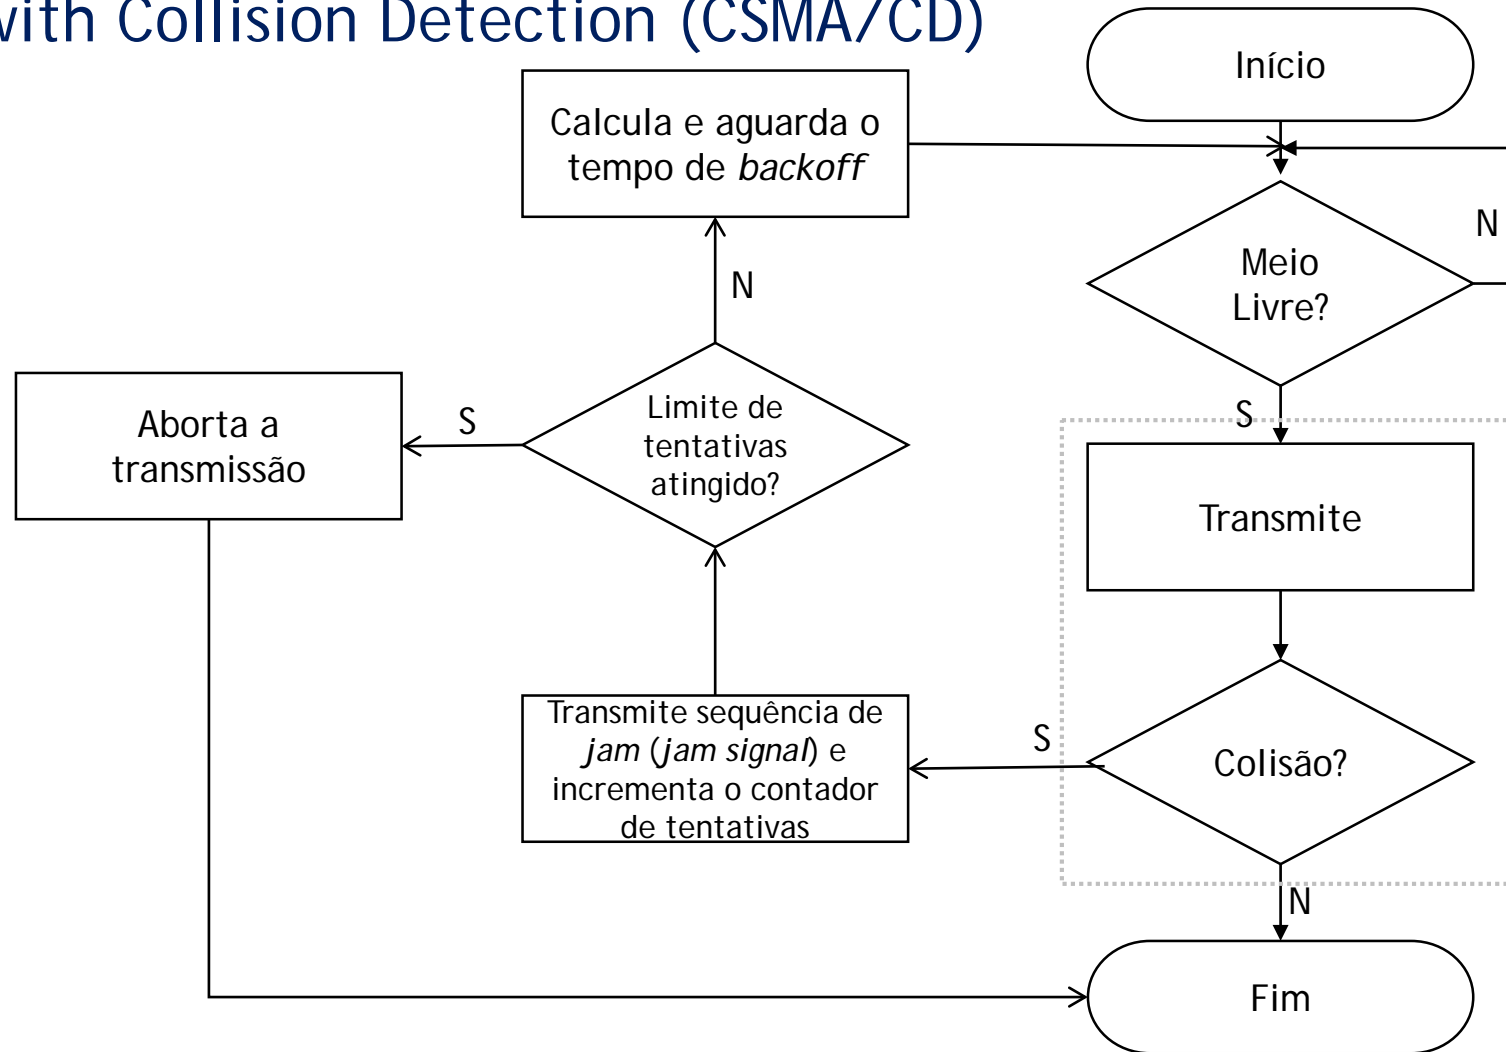 with Collision Detection (CSMA/CD)
Início
Calcula e aguarda o
tempo de backoff
N
Meio
Livre?
N
Limite de
tentativas
atingido?
S
Aborta a
transmissão
S
Transmite
Transmite sequência de
jam (jam signal) e
incrementa o contador
de tentativas
S
Colisão?
N
Fim